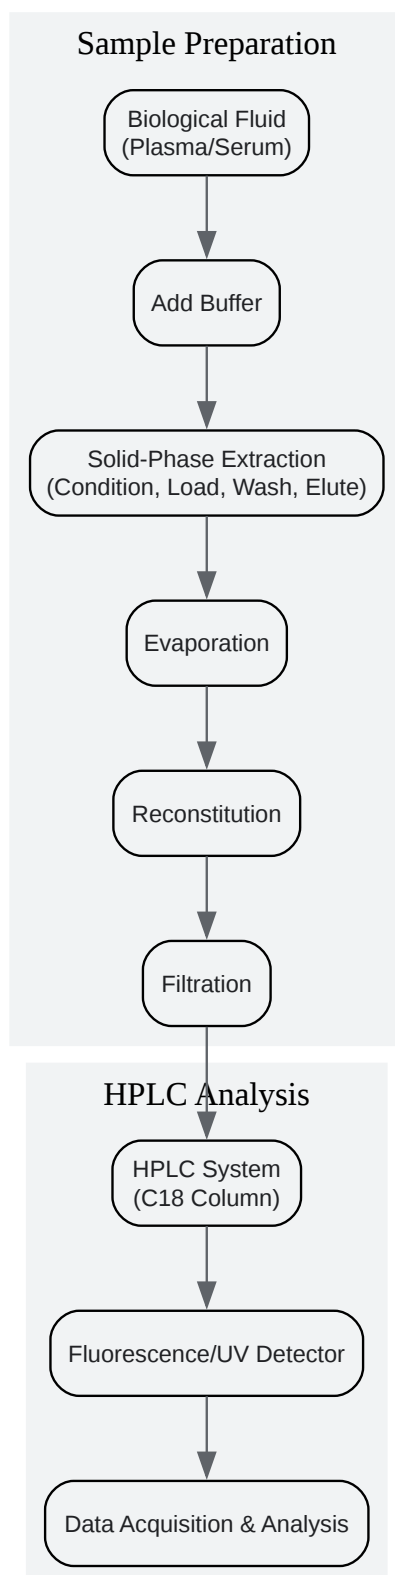 Sample Preparation
Biological Fluid
(Plasma/Serum)
Add Buffer
Solid-Phase Extraction
(Condition, Load, Wash, Elute)
Evaporation
Reconstitution
Filtration
HPLC Analysis
HPLC System
(C18 Column)
Fluorescence/UV Detector
Data Acquisition & Analysis